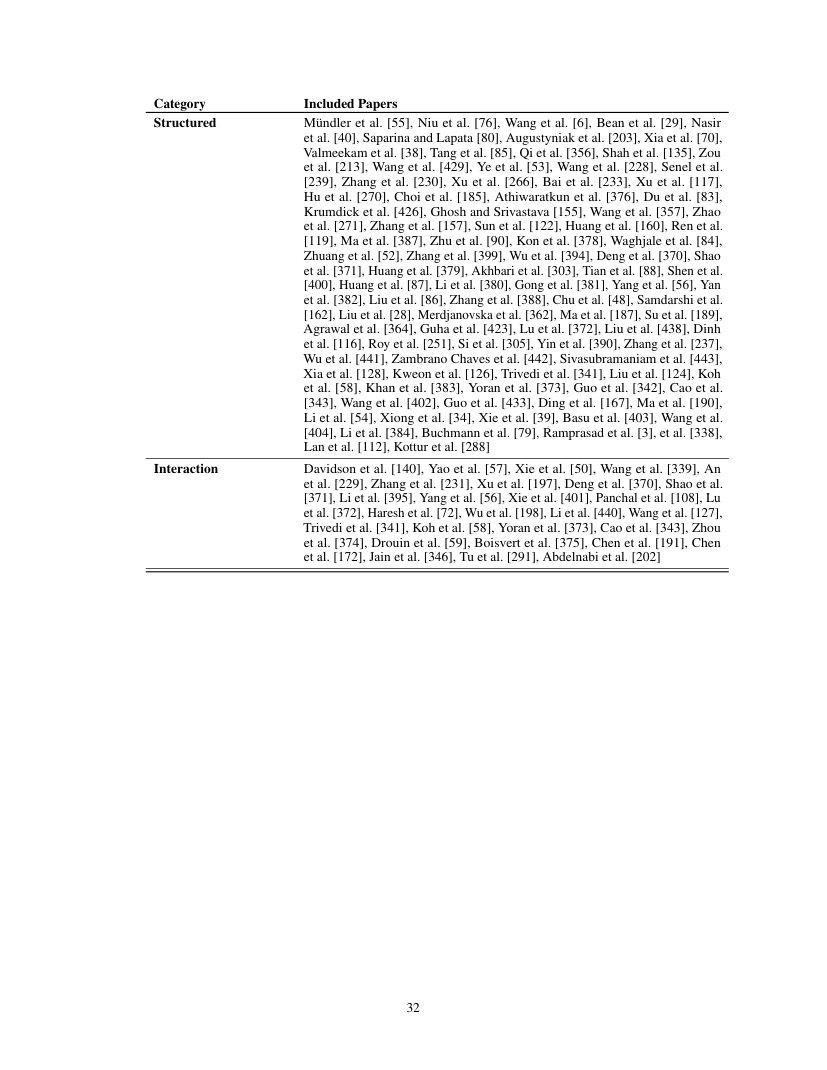 Category Included Papers
Structured Mündler et al. [55], Niu et al. [76], Wang et al. [6], Bean et al. [29], Nasir
et al. [40], Saparina and Lapata [80], Augustyniak et al. [203], Xia et al. [70],
Valmeekam et al. [38], Tang et al. [85], Qi et al. [356], Shah et al. [135], Zou
et al. [213], Wang et al. [429], Ye et al. [53], Wang et al. [228], Senel et al.
[239], Zhang et al. [230], Xu et al. [266], Bai et al. [233], Xu et al. [117],
Hu et al. [270], Choi et al. [185], Athiwaratkun et al. [376], Du et al. [83],
Krumdick et al. [426], Ghosh and Srivastava [155], Wang et al. [357], Zhao
et al. [271], Zhang et al. [157], Sun et al. [122], Huang et al. [160], Ren et al.
[119], Ma et al. [387], Zhu et al. [90], Kon et al. [378], Waghjale et al. [84],
Zhuang et al. [52], Zhang et al. [399], Wu et al. [394], Deng et al. [370], Shao
et al. [371], Huang et al. [379], Akhbari et al. [303], Tian et al. [88], Shen et al.
[400], Huang et al. [87], Li et al. [380], Gong et al. [381], Yang et al. [56], Yan
et al. [382], Liu et al. [86], Zhang et al. [388], Chu et al. [48], Samdarshi et al.
[162], Liu et al. [28], Merdjanovska et al. [362], Ma et al. [187], Su et al. [189],
Agrawal et al. [364], Guha et al. [423], Lu et al. [372], Liu et al. [438], Dinh
et al. [116], Roy et al. [251], Si et al. [305], Yin et al. [390], Zhang et al. [237],
Wu et al. [441], Zambrano Chaves et al. [442], Sivasubramaniam et al. [443],
Xia et al. [128], Kweon et al. [126], Trivedi et al. [341], Liu et al. [124], Koh
et al. [58], Khan et al. [383], Yoran et al. [373], Guo et al. [342], Cao et al.
[343], Wang et al. [402], Guo et al. [433], Ding et al. [167], Ma et al. [190],
Li et al. [54], Xiong et al. [34], Xie et al. [39], Basu et al. [403], Wang et al.
[404], Li et al. [384], Buchmann et al. [79], Ramprasad et al. [3], et al. [338],
Lan et al. [112], Kottur et al. [288]
Interaction Davidson et al. [140], Yao et al. [57], Xie et al. [50], Wang et al. [339], An
et al. [229], Zhang et al. [231], Xu et al. [197], Deng et al. [370], Shao et al.
[371], Li et al. [395], Yang et al. [56], Xie et al. [401], Panchal et al. [108], Lu
et al. [372], Haresh et al. [72], Wu et al. [198], Li et al. [440], Wang et al. [127],
Trivedi et al. [341], Koh et al. [58], Yoran et al. [373], Cao et al. [343], Zhou
et al. [374], Drouin et al. [59], Boisvert et al. [375], Chen et al. [191], Chen
et al. [172], Jain et al. [346], Tu et al. [291], Abdelnabi et al. [202]
32